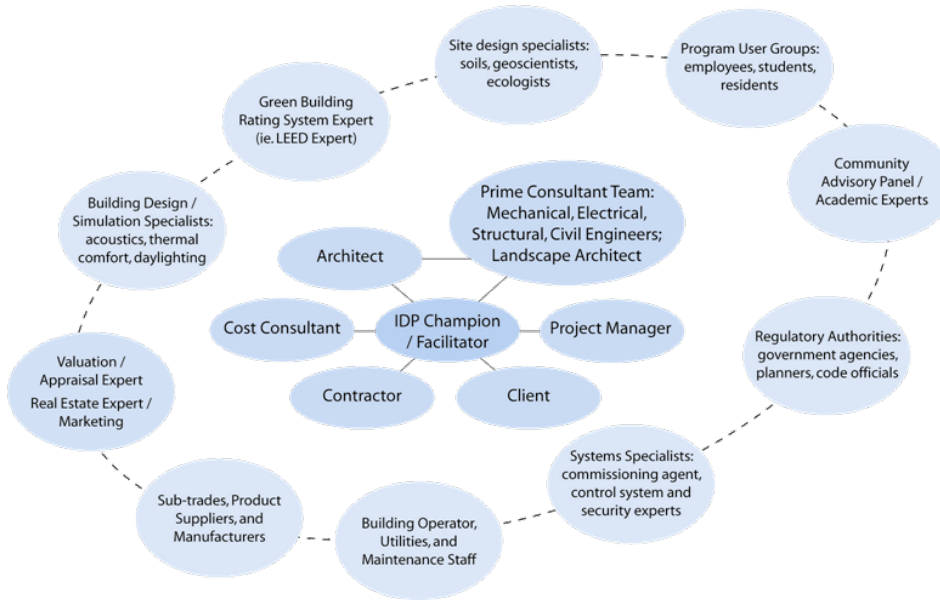 Site design specialists:
soils, geoscientists,
ecologists
Program User Groups:
employees, students,
residents
Green Building
Rating System Expert
(ie. LEED Expert)
Community
Advisory Panel /
Academic Experts
Building Design /
Simulation Specialists:
acoustics, thermal
comfort, daylighting
Prime Consultant Team:
Mechanical, Electrical,
Structural, Civil Engineers;
Landscape Architect
Architect
Cost Consultant
IDP Champion
/ Facilitator
Project Manager
Regulatory Authorities:
government agencies,
planners, code officials
Valuation /
Appraisal Expert
Real Estate Expert /
Marketing
Contractor
Client
Systems Specialists:
commissioning agent,
control system and
security experts
Sub-trades, Product
Suppliers, and
Manufacturers
Building Operator,
Utilities, and
Maintenance Staff